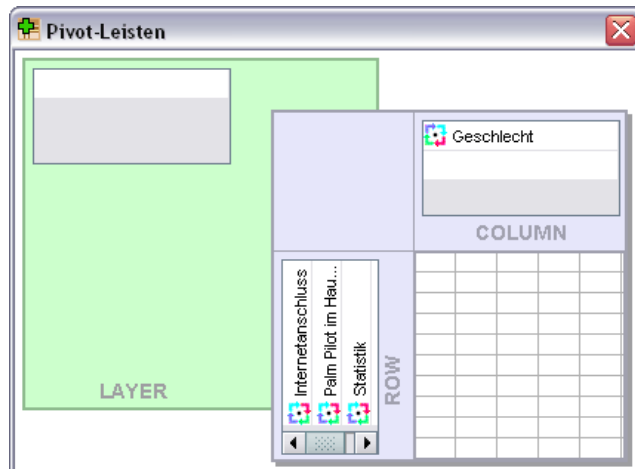 Pivot-Leisten
Geschlecht
COLUMN
Internetanschluss
Palm Pilot im Hau...
Statistik
ROW
LAYER